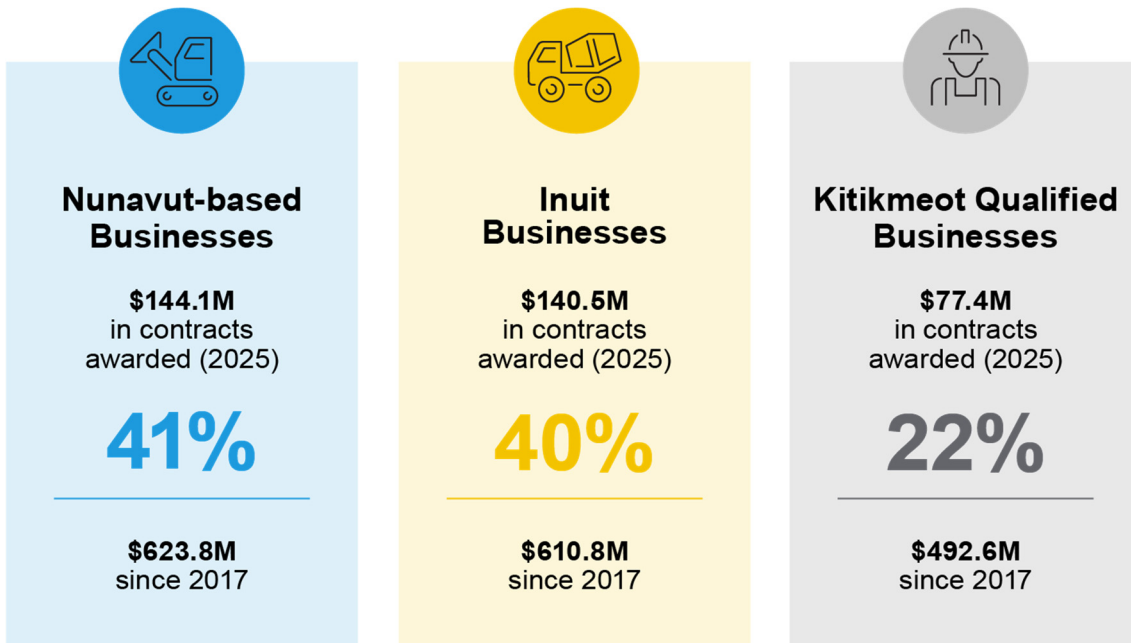 Nunavut-based
Businesses
$144.1M
in contracts
awarded (2025)
41%
$623.8M
since 2017
Inuit
Businesses
$140.5M
in contracts
awarded (2025)
40%
$610.8M
since 2017
Kitikmeot Qualified
Businesses
$77.4M
in contracts
awarded (2025)
22%
$492.6M
since 2017